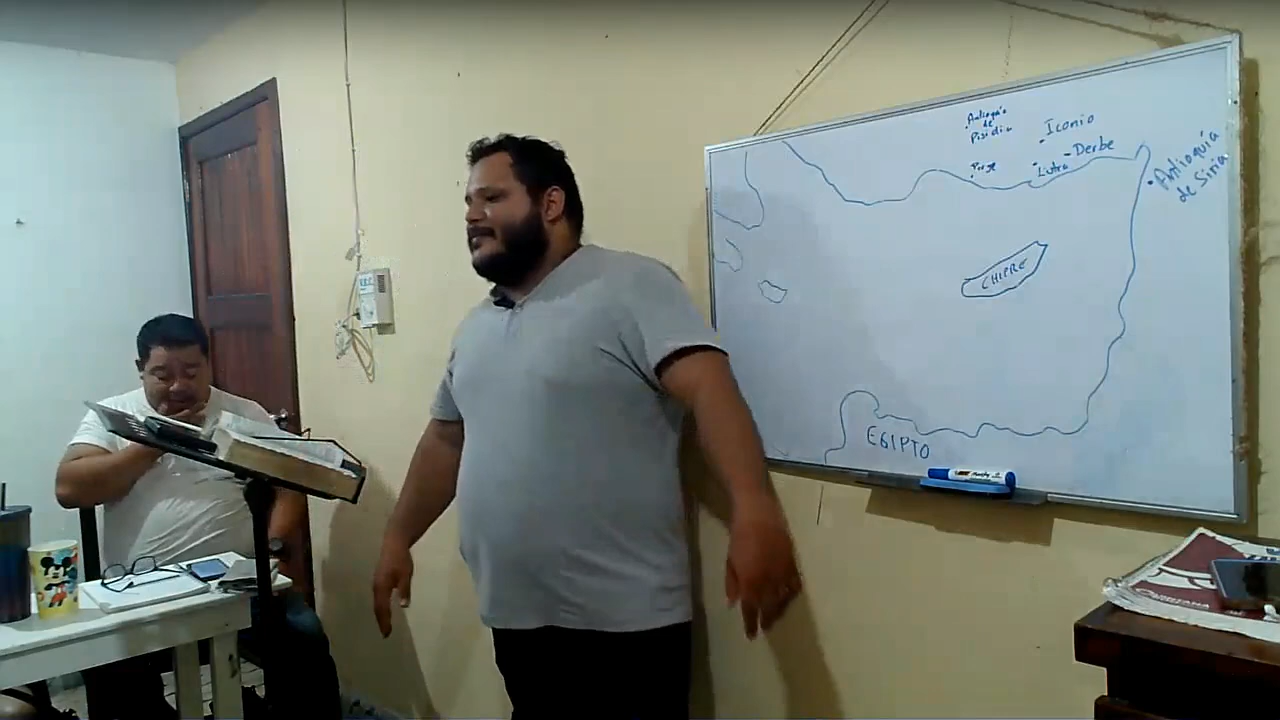 Antioquía
de
Pisidia
Iconio
Derbe
Listra
Perge
Antioquía
de Siria
CHIPRE
EGIPTO